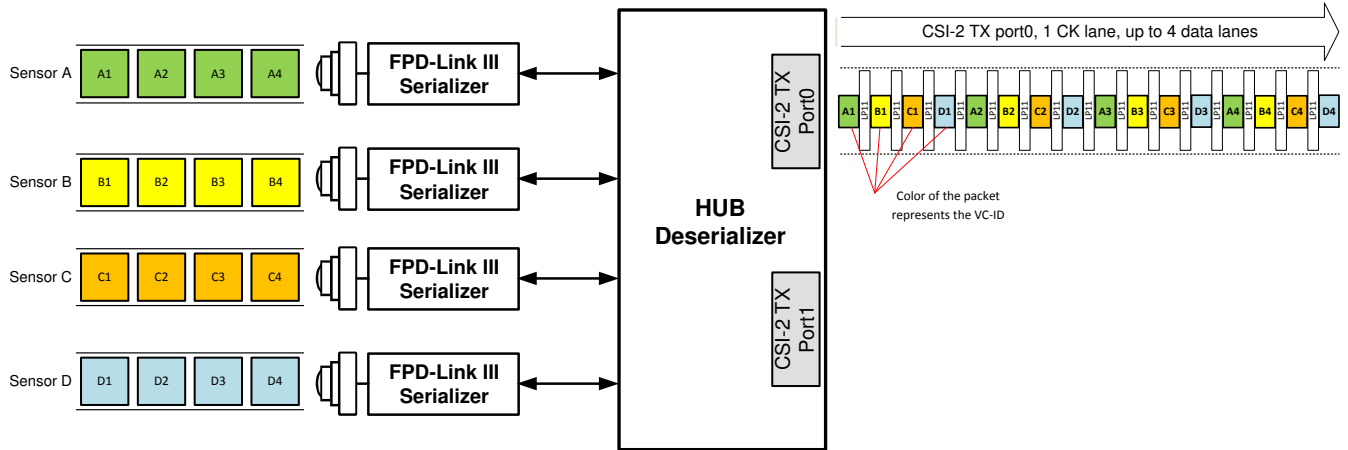 CSI-2 TX port0, 1 CK lane, up to 4 data lanes
Sensor A
A1 A2 A3 A4
FPD-Link III
Serializer
CSI-2 TX
Port0
A1 LP11 B1 LP11 C1 LP11 D1 LP11 A2 LP11 B2 LP11 C2 LP11 D2 LP11 A3 LP11 B3 LP11 C3 LP11 D3 LP11 A4 LP11 B4 LP11 C4 LP11 D4
Color of the packet
represents the VC-ID
Sensor B
B1 B2 B3 B4
FPD-Link III
Serializer
HUB
Deserializer
Sensor C
C1 C2 C3 C4
FPD-Link III
Serializer
CSI-2 TX
Port1
Sensor D
D1 D2 D3 D4
FPD-Link III
Serializer